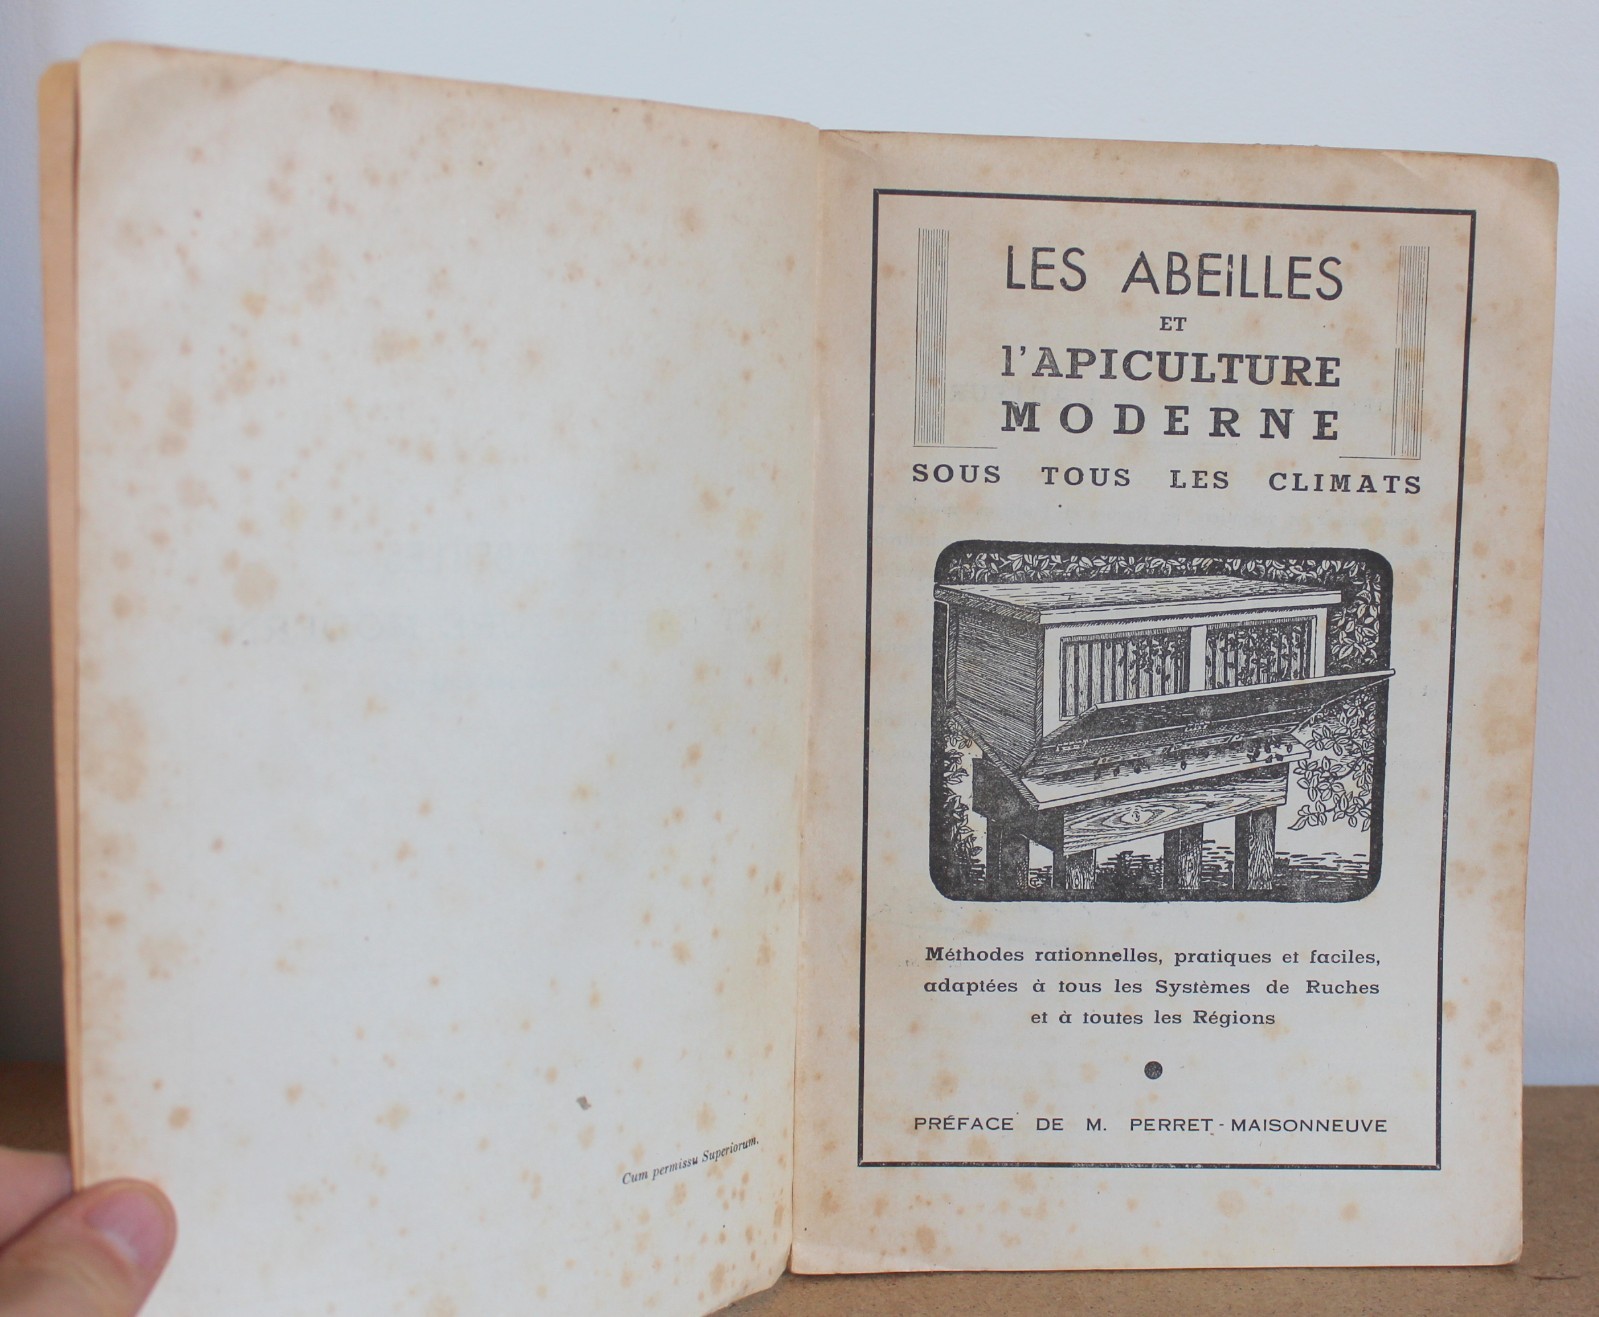 Cum permissu Superiorum.
LES ABEILLES
ET
l'APICULTURE
MODERNE
SOUS TOUS LES CLIMATS
Méthodes rationnelles, pratiques et faciles,
adaptées à tous les Systèmes de Ruches
et à toutes les Régions
PRÉFACE DE M. PERRET-MAISONNEUVE